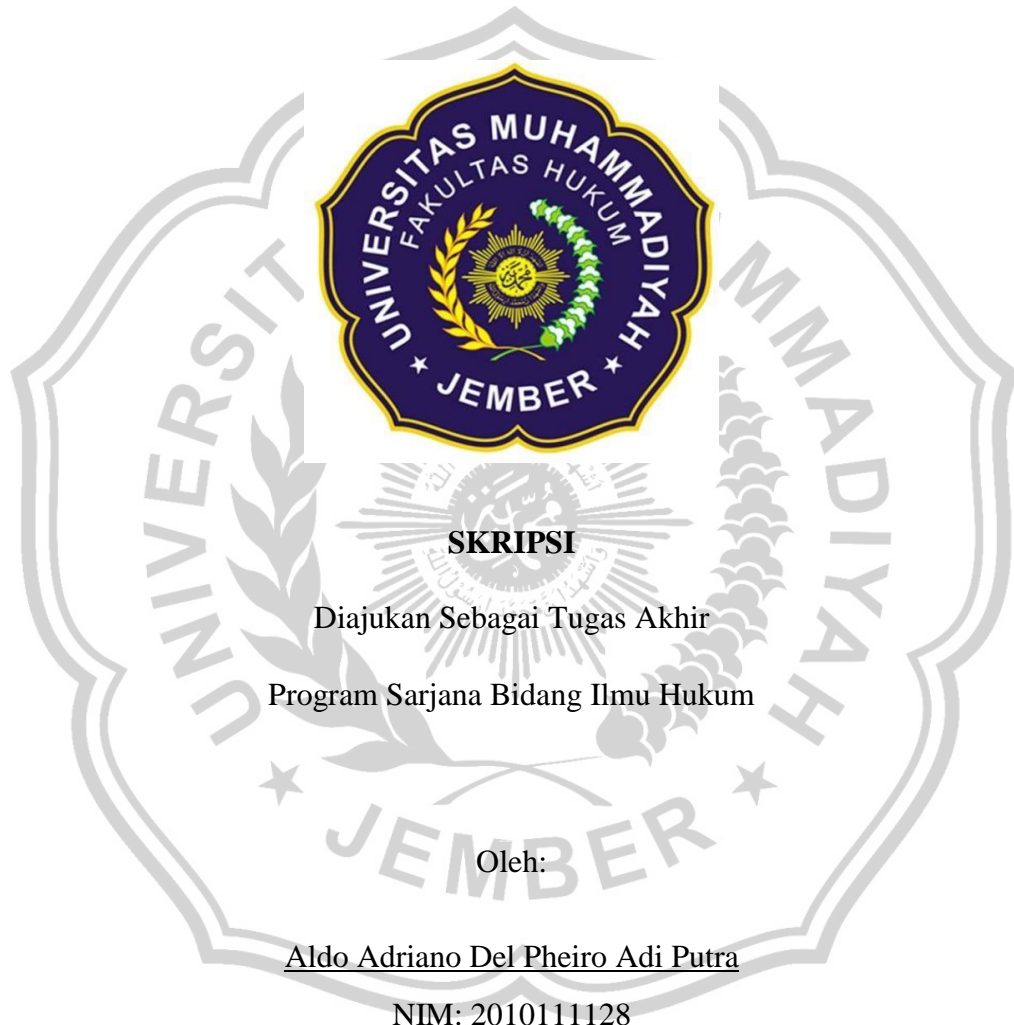 UNIVERSITAS MUHAMMADIYAH
FAKULTAS HUKUM
★ JEMBER ★
SKRIPSI
Diajukan Sebagai Tugas Akhir
Program Sarjana Bidang Ilmu Hukum
Oleh:
Aldo Adriano Del Pheiro Adi Putra
NIM: 2010111128